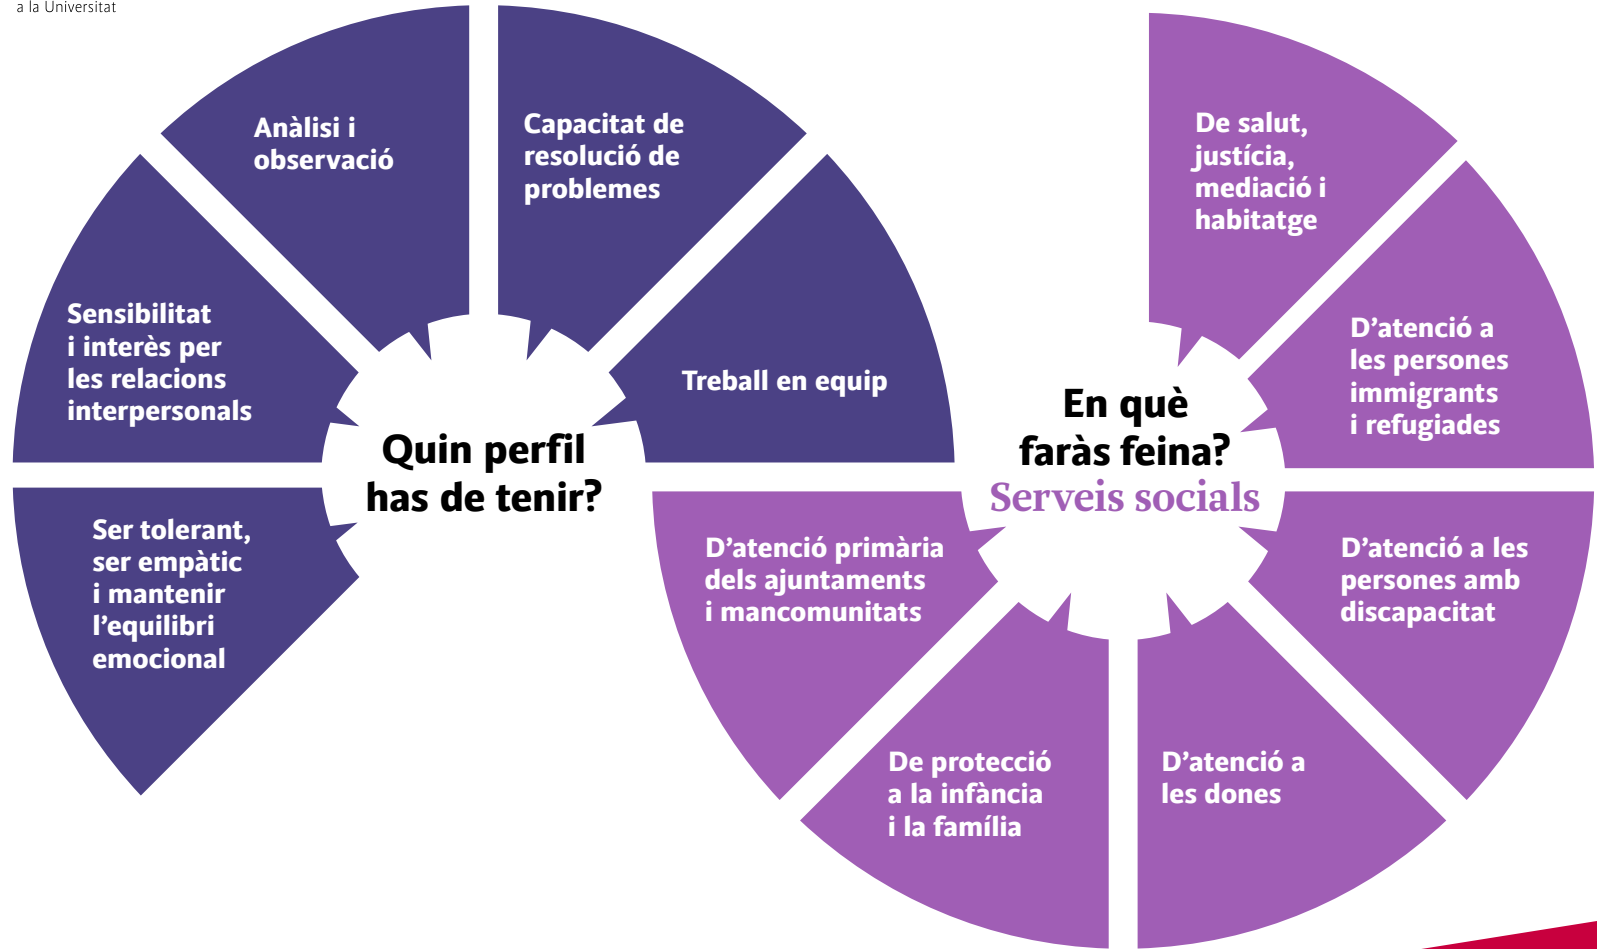 a la Universitat
Anàlisi i
observació
Capacitat de
resolució de
problemes
Sensibilitat
i interès per
les relacions
interpersonals
Treball en equip
Quin perfil
has de tenir?
Ser tolerant,
ser empàtic
i mantenir
l’equilibri
emocional
De salut,
justícia,
mediació i
habitatge
D’atenció a
les persones
immigrants
i refugiades
En què
faràs feina?
Serveis socials
D’atenció primària
dels ajuntaments
i mancomunitats
D’atenció a les
persones amb
discapacitat
De protecció
a la infància
i la família
D’atenció a
les dones